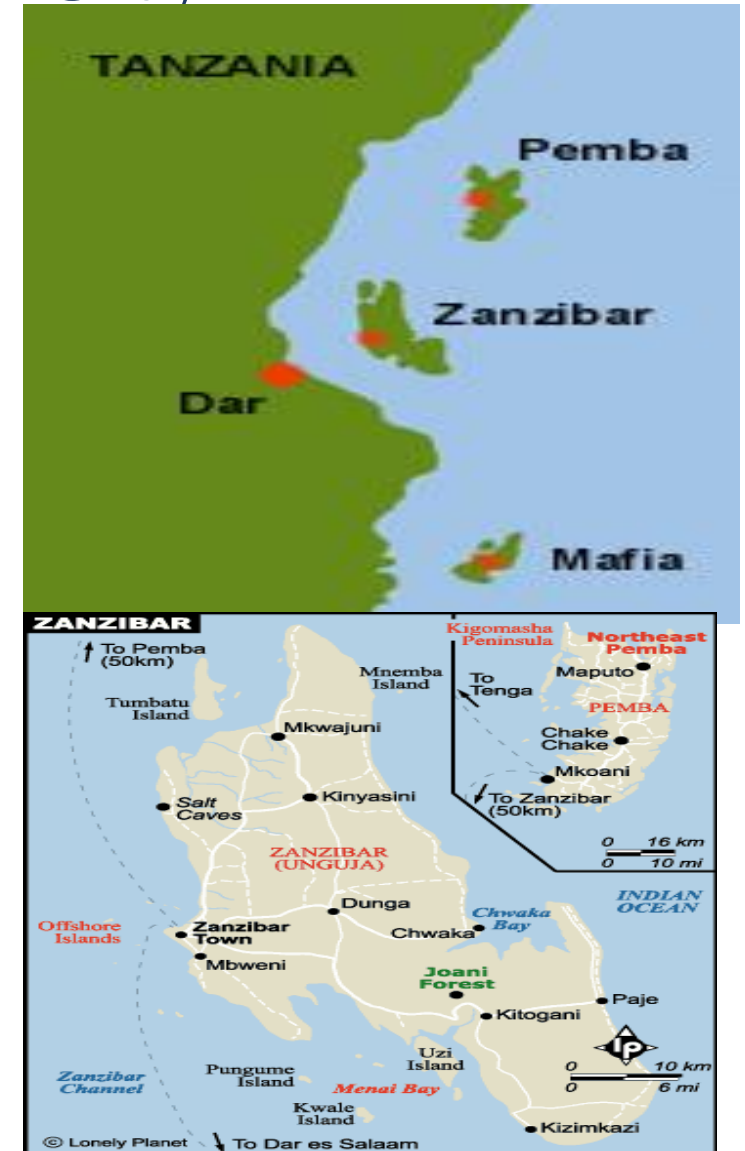 TANZANIA
Pemba
Zanzibar
Dar
Mafia
ZANZIBAR
To Pemba
(50km)
Tumbatu
Island
Mnemba
Island
Mkwajuni
Salt
Caves
Kinyasini
ZANZIBAR
(UNGUJA)
Dunga
Chwaka
Chwaka
Bay
Offshore
Islands
Zanzibar
Town
Mbweni
Joani
Forest
Kitogani
Paje
Uzi
Island
Pungume
Island
Menai Bay
Kwale
Island
Zanzibar
Channel
Kizimkazi
INDIAN
OCEAN
lp
0 10 km
0 6 mi
© Lonely Planet
To Dar es Salaam
Kigomasha
Peninsula
Northeast
Pemba
Maputo
To
Tenga
PEMBA
Chake
Chake
Mkoani
To Zanzibar
(50km)
0 16 km
0 10 mi